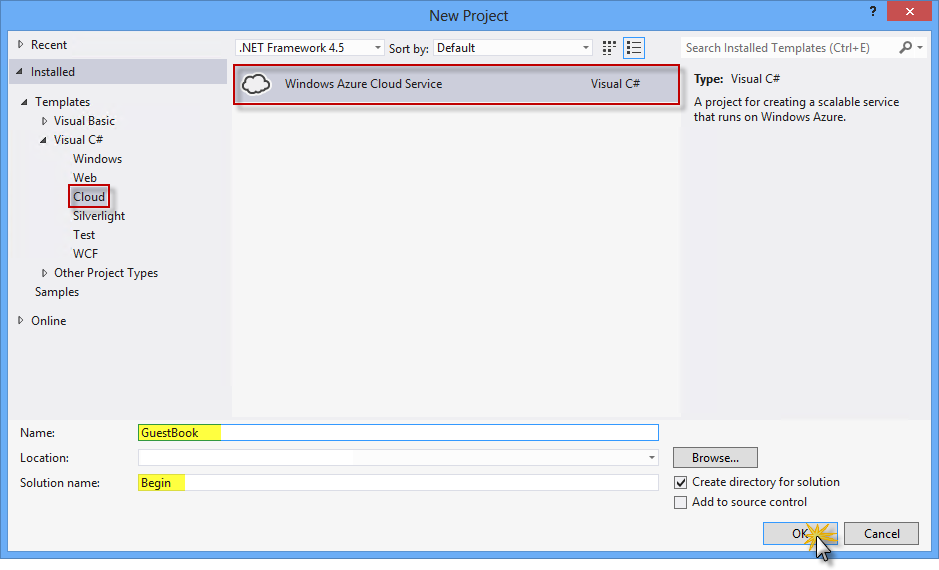 New Project
?
Recent
.NET Framework 4.5
Sort by:
Default
Search Installed Templates (Ctrl+E)
Installed
Templates
Visual Basic
Visual C#
Windows
Web
Cloud
Silverlight
Test
WCF
Other Project Types
Samples
Online
Windows Azure Cloud Service
Visual C#
Type: Visual C#
A project for creating a scalable service
that runs on Windows Azure.
Name:
GuestBook
Location:
Browse...
Solution name:
Begin
Create directory for solution
Add to source control
OK
Cancel